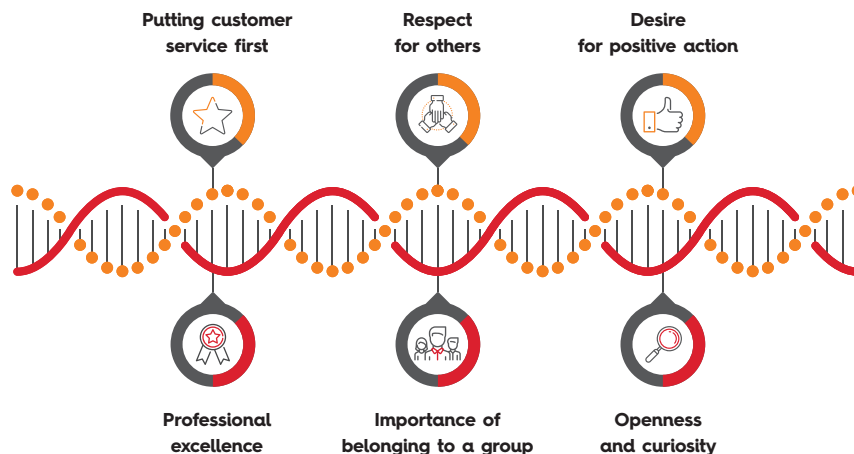 Putting customer
service first
Respect
for others
Desire
for positive action
Professional
excellence
Importance of
belonging to a group
Openness
and curiosity